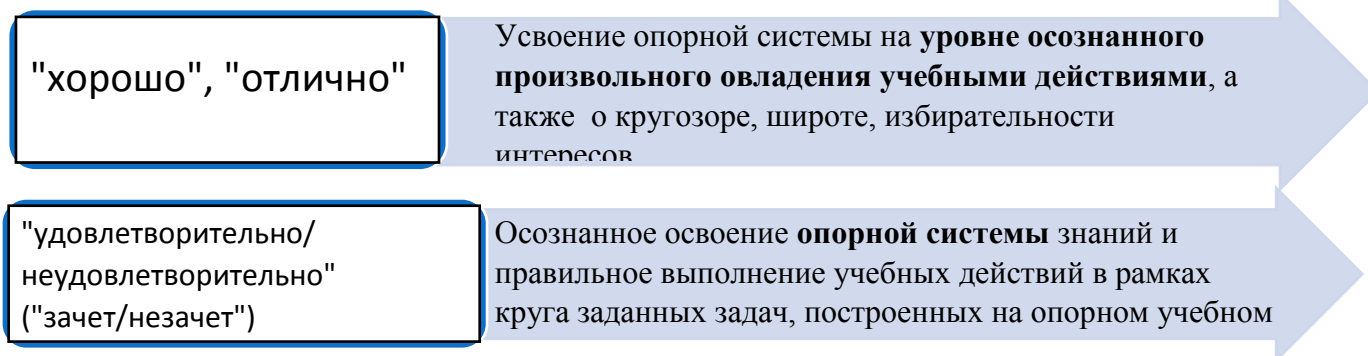 "хорошо", "отлично"
Усвоение опорной системы на уровне осознанного
произвольного овладения учебными действиями, а
также о кругозоре, широте, избирательности
интересов
"удовлетворительно/
неудовлетворительно"
("зачет/незачет")
Осознанное освоение опорной системы знаний и
правильное выполнение учебных действий в рамках
круга заданных задач, построенных на опорном учебном